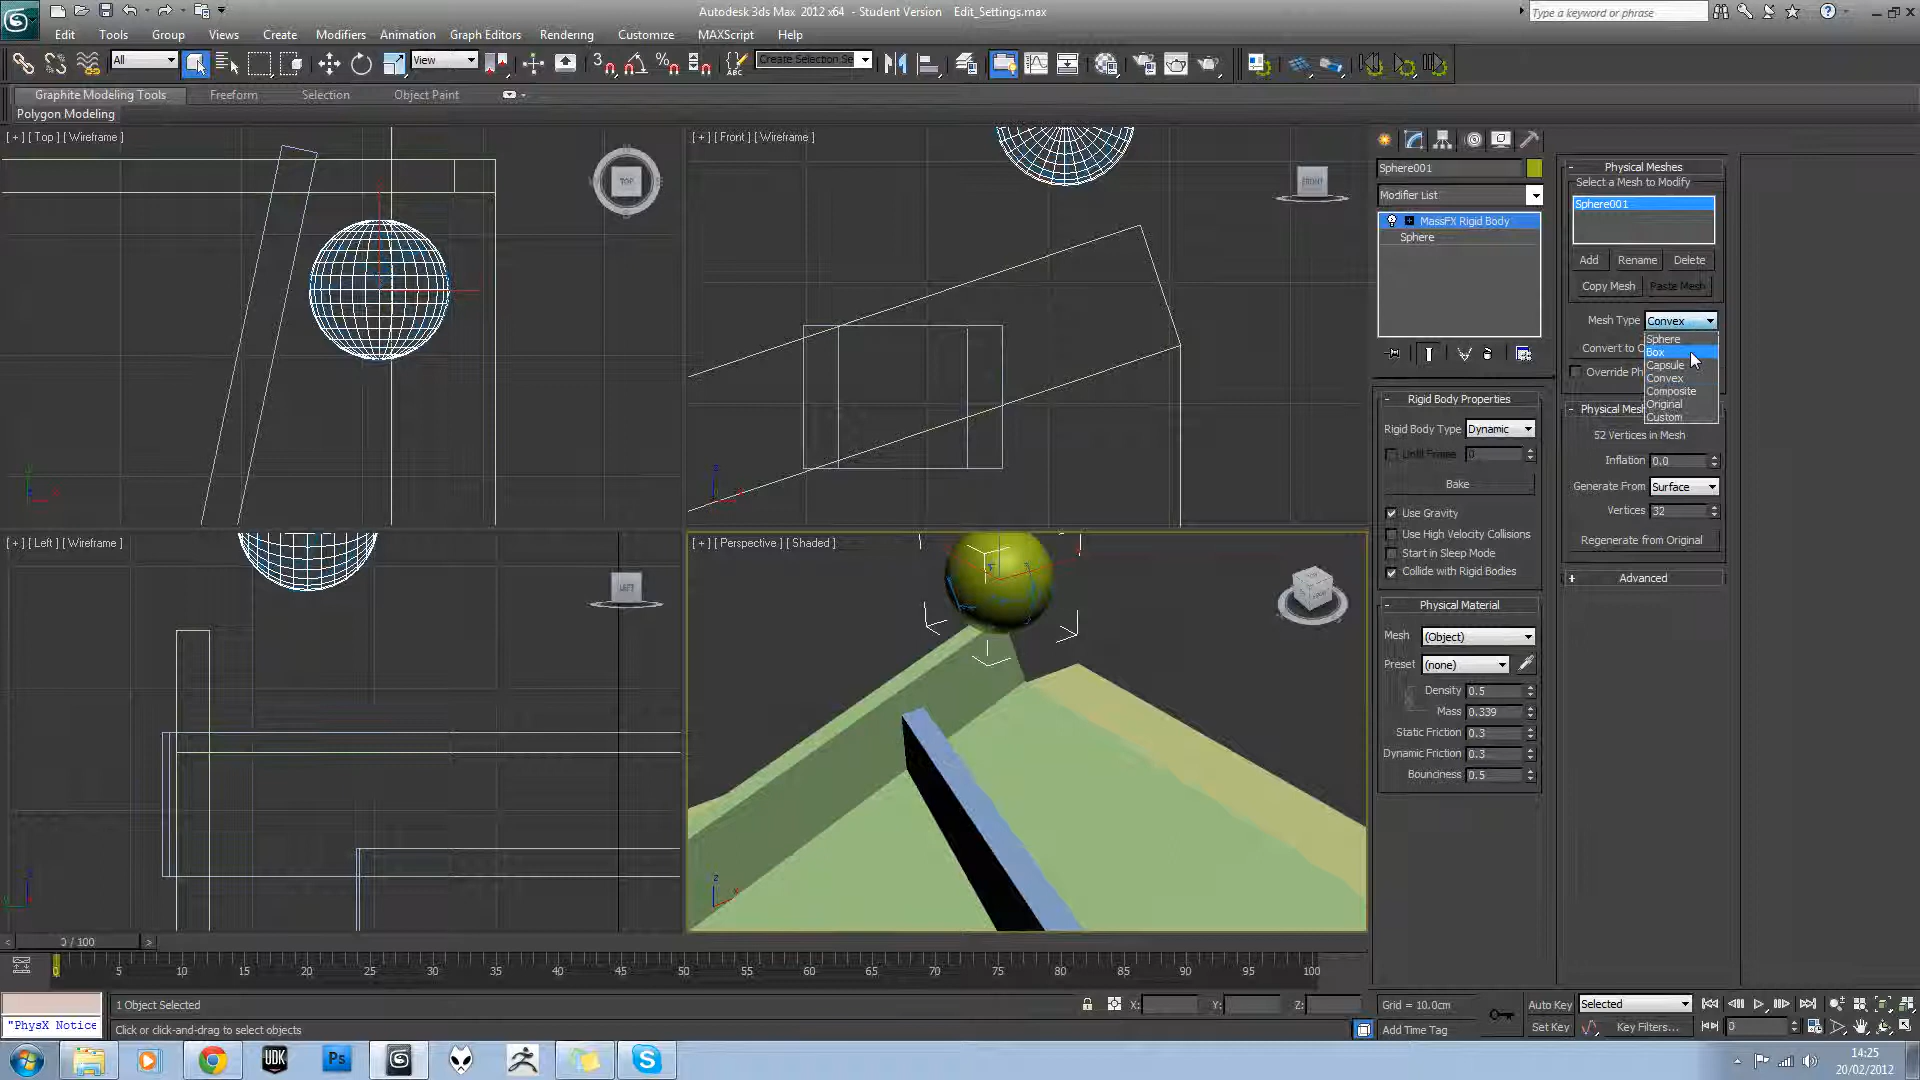 Autodesk 3ds Max 2012 x64 - Student Version Edit_Settings.max
Type a keyword or phrase
Edit Tools Group Views Create Modifiers Animation Graph Editors Rendering Customize MAXScript Help
All View Create Selection Se
Graphite Modeling Tools Freeform Selection Object Paint
Polygon Modeling
[ + ] [ Top ] [ Wireframe ]
TOP
[ + ] [ Front ] [ Wireframe ]
FRONT
[ + ] [ Left ] [ Wireframe ]
LEFT
[ + ] [ Perspective ] [ Shaded ]
Sphere001
Modifier List
MassFX Rigid Body
Sphere
Rigid Body Properties
Rigid Body Type Dynamic
Until Frame 0
Bake
Use Gravity
Use High Velocity Collisions
Start in Sleep Mode
Collide with Rigid Bodies
Physical Material
Mesh (Object)
Preset (none)
Density 0.5
Mass 0.339
Static Friction 0.3
Dynamic Friction 0.3
Bounciness 0.5
Physical Meshes
Select a Mesh to Modify
Sphere001
Add Rename Delete
Copy Mesh Paste Mesh
Mesh Type Convex
Sphere
Box
Capsule
Convex
Composite
Original
Custom
Convert to C
Override Ph
Physical Mes
52 Vertices in Mesh
Inflation 0.0
Generate From Surface
Vertices 32
Regenerate from Original
Advanced
0 / 100
0 5 10 15 20 25 30 35 40 45 50 55 60 65 70 75 80 85 90 95 100
"PhysX Notice
1 Object Selected
Click or click-and-drag to select objects
X: Y: Z:
Grid = 10.0cm
Add Time Tag
Auto Key Selected
Set Key Key Filters...
0
UDK Ps
14:25
20/02/2012